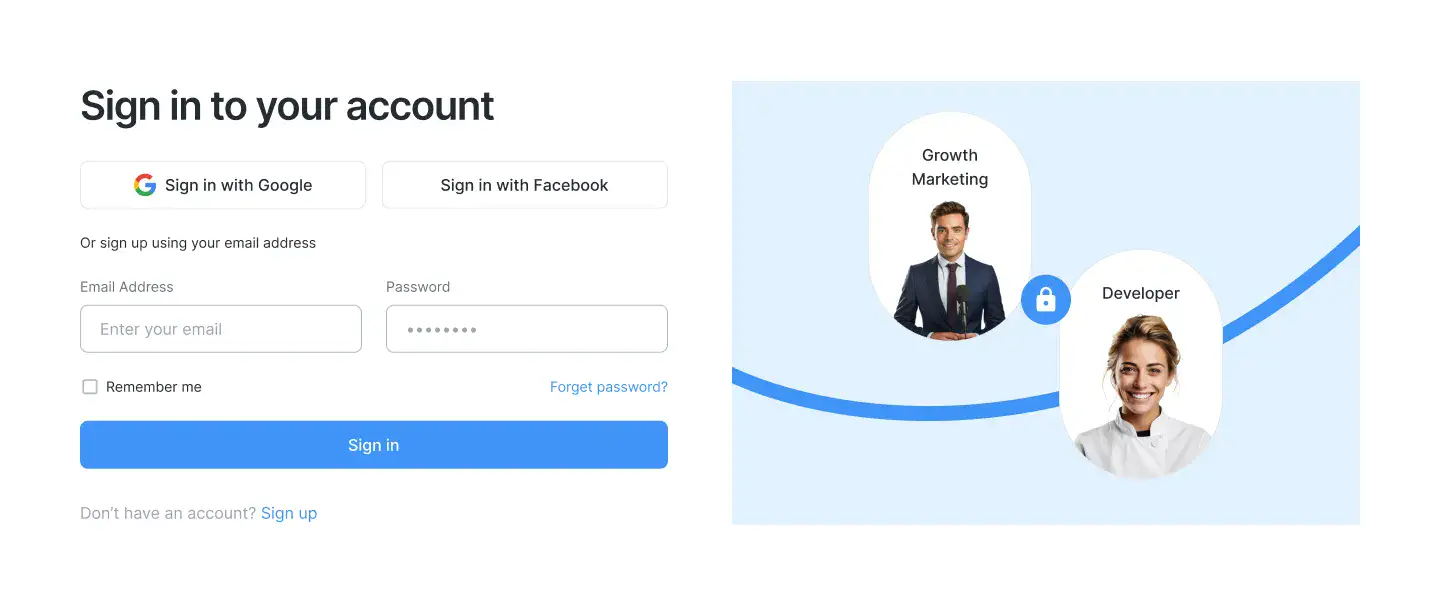 Sign in to your account
Sign in with Google
Sign in with Facebook
Or sign up using your email address
Email Address
Password
Enter your email
Remember me
Forget password?
Sign in
Don't have an account? Sign up
Growth
Marketing
Developer